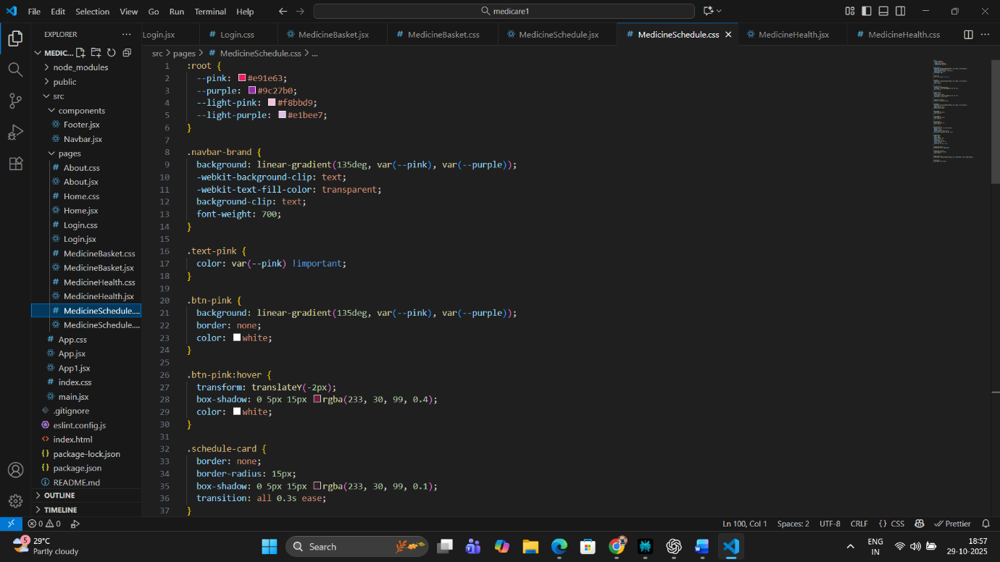 File Edit Selection View Go Run Terminal Help
medicare1
EXPLORER
Login.jsx
Login.css
MedicineBasket.jsx
MedicineBasket.css
MedicineSchedule.jsx
MedicineSchedule.css
MedicineHealth.jsx
MedicineHealth.css
MEDIC...
node_modules
public
src
components
Footer.jsx
Navbar.jsx
pages
About.css
About.jsx
Home.css
Home.jsx
Login.css
Login.jsx
MedicineBasket.css
MedicineBasket.jsx
MedicineHealth.css
MedicineHealth.jsx
MedicineSchedule....
MedicineSchedule....
App.css
App.jsx
App1.jsx
index.css
main.jsx
.gitignore
eslint.config.js
index.html
package-lock.json
package.json
README.md
OUTLINE
TIMELINE
src > pages > # MedicineSchedule.css > ...
1 :root {
2 --pink: #e91e63;
3 --purple: #9c27b0;
4 --light-pink: #f8bbd9;
5 --light-purple: #e1bee7;
6 }
7
8 .navbar-brand {
9 background: linear-gradient(135deg, var(--pink), var(--purple));
10 -webkit-background-clip: text;
11 -webkit-text-fill-color: transparent;
12 background-clip: text;
13 font-weight: 700;
14 }
15
16 .text-pink {
17 color: var(--pink) !important;
18 }
19
20 .btn-pink {
21 background: linear-gradient(135deg, var(--pink), var(--purple));
22 border: none;
23 color: white;
24 }
25
26 .btn-pink:hover {
27 transform: translateY(-2px);
28 box-shadow: 0 5px 15px rgba(233, 30, 99, 0.4);
29 color: white;
30 }
31
32 .schedule-card {
33 border: none;
34 border-radius: 15px;
35 box-shadow: 0 5px 15px rgba(233, 30, 99, 0.1);
36 transition: all 0.3s ease;
37 }
0 0
Ln 100, Col 1 Spaces: 2 UTF-8 CRLF {} CSS Prettier
5
29°C
Partly cloudy
Search
ENG
IN
18:57
29-10-2025